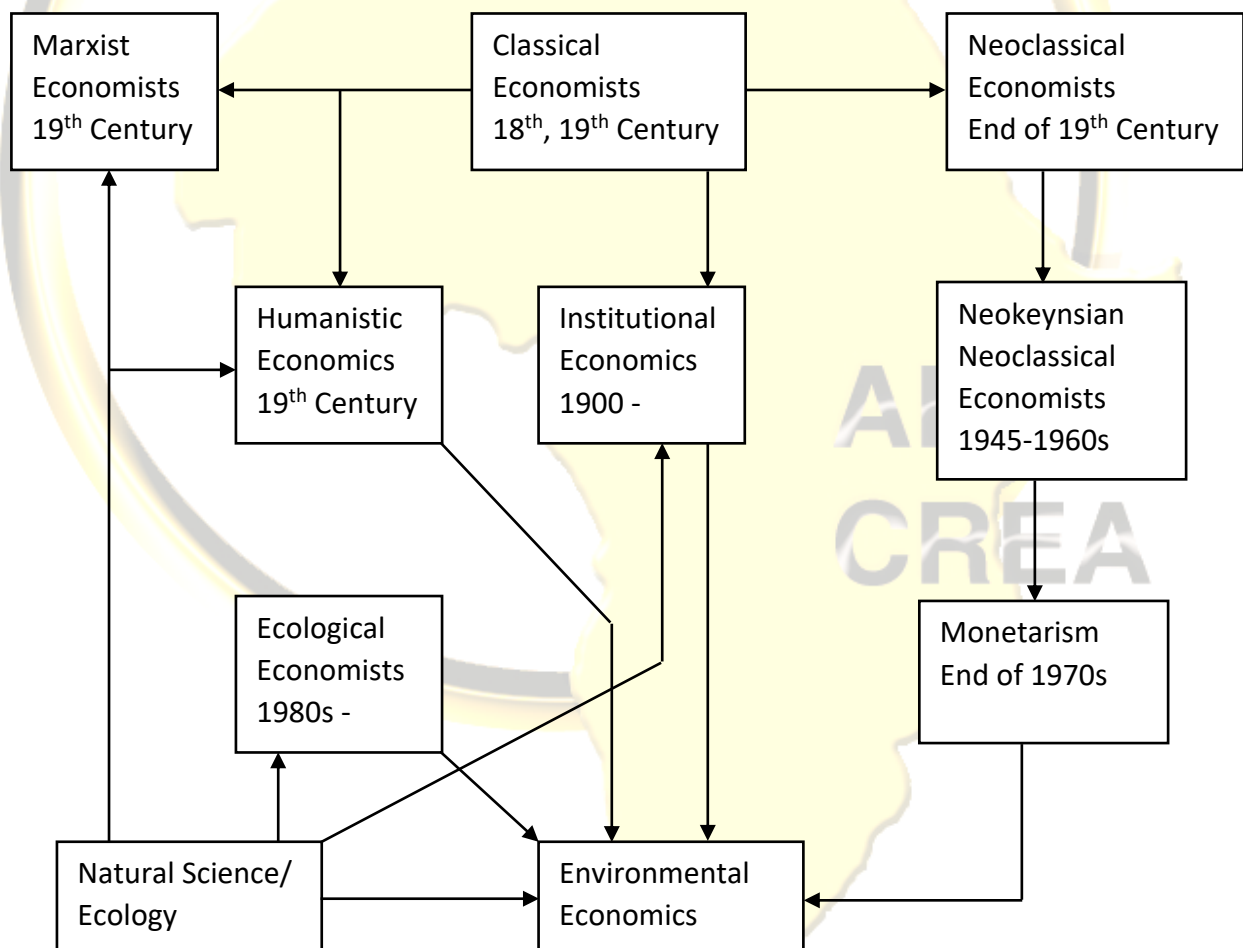 Marxist
Economists
19th Century
Classical
Economists
18th, 19th Century
Neoclassical
Economists
End of 19th Century
Humanistic
Economics
19th Century
Institutional
Economics
1900 -
Neokeynsian
Neoclassical
Economists
1945-1960s
Ecological
Economists
1980s -
Monetarism
End of 1970s
Natural Science/
Ecology
Environmental
Economics
CREA